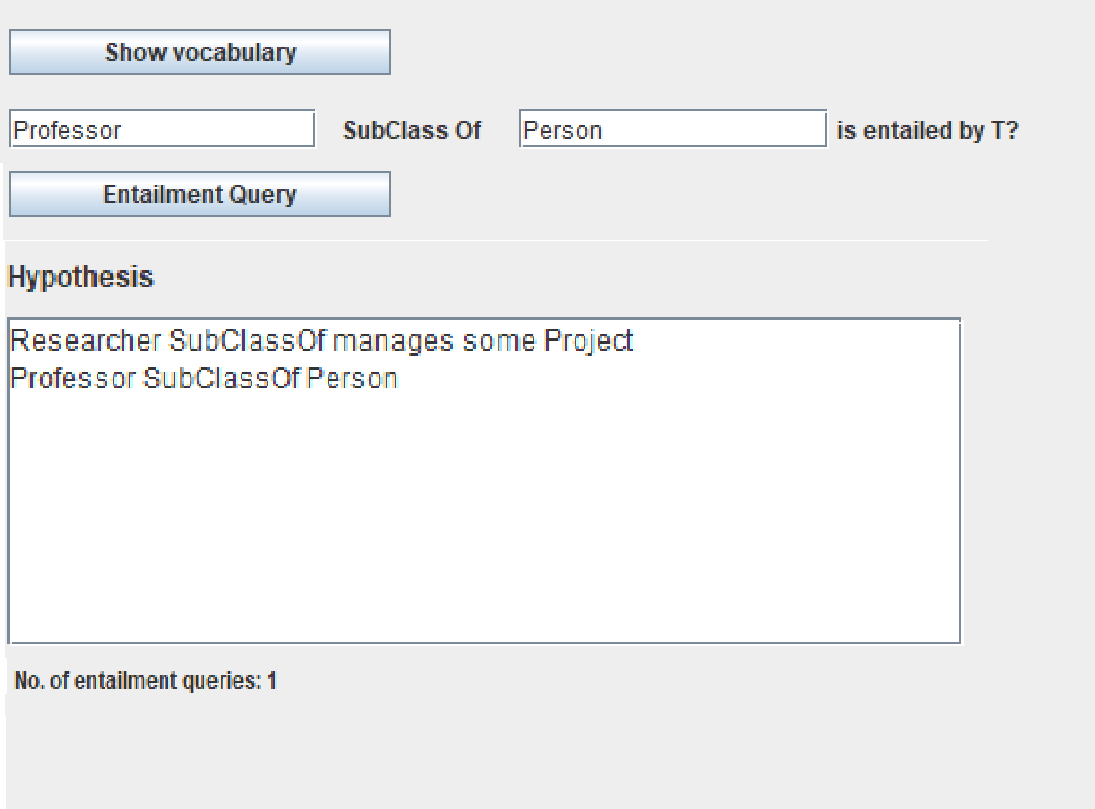 Show vocabulary
Professor SubClass Of Person is entailed by T?
Entailment Query
Hypothesis
Researcher SubClassOf manages some Project
Professor SubClassOf Person
No. of entailment queries: 1